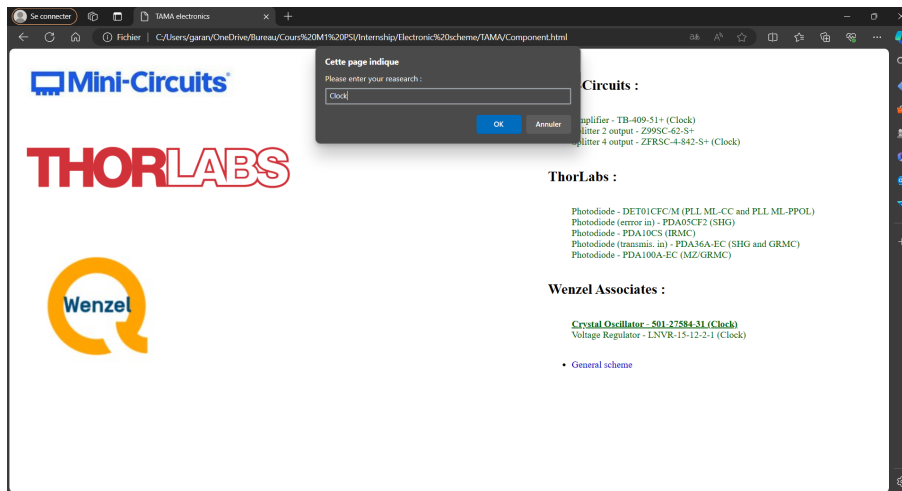 Se connecter
TAMA electronics
Fichier | C:/Users/garan/OneDrive/Bureau/Cours%20M1%20PSI/Internship/Electronic%20scheme/TAMA/Component.html
Cette page indique
Please enter your reasearch :
Clock
OK Annuler
Mini-Circuits
THORLABS
Wenzel
Circuits :
mplifier - TB-409-51+ (Clock)
plitter 2 output - Z99SC-62-S+
Splitter 4 output - ZFRSC-4-842-S+ (Clock)
ThorLabs :
Photodiode - DET01CFC/M (PLL ML-CC and PLL ML-PPOL)
Photodiode (errror in) - PDA05CF2 (SHG)
Photodiode - PDA10CS (IRMC)
Photodiode (transmis. in) - PDA36A-EC (SHG and GRMC)
Photodiode - PDA100A-EC (MZ/GRMC)
Wenzel Associates :
Crystal Oscillator - 501-27584-31 (Clock)
Voltage Regulator - LNVR-15-12-2-1 (Clock)
• General scheme